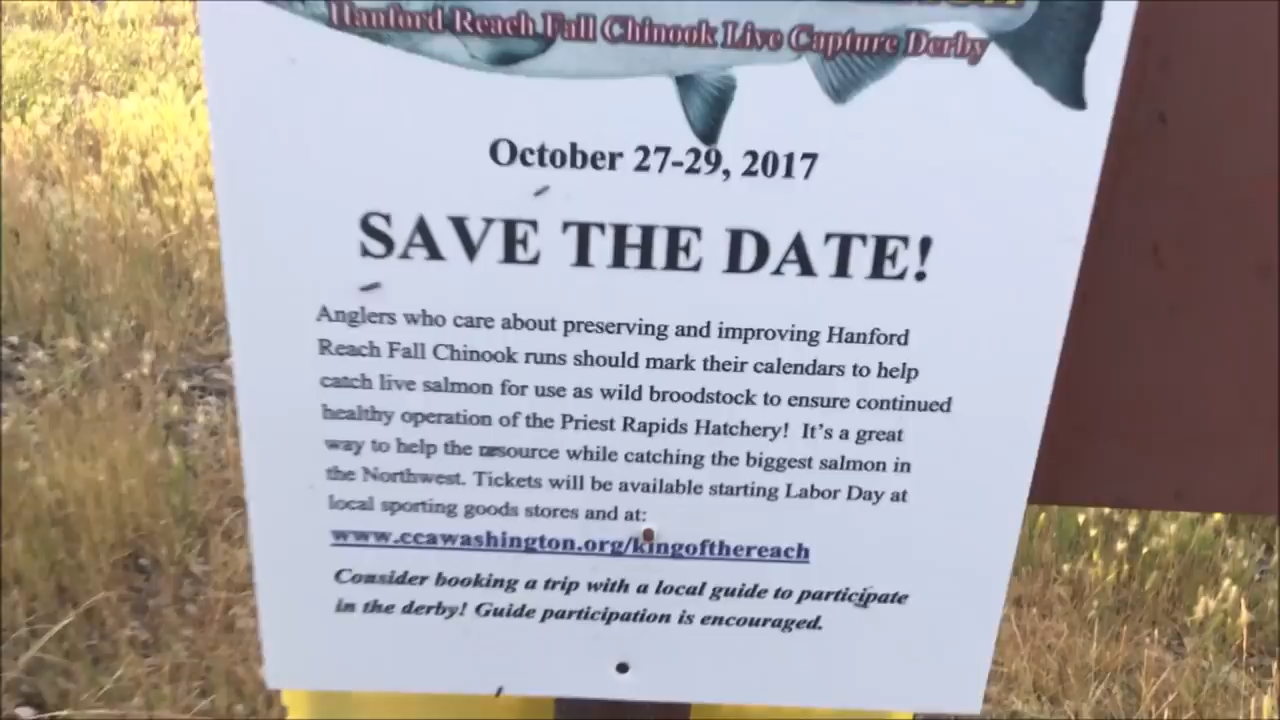 Hanford Reach Fall Chinook Live Capture Derby
October 27-29, 2017
SAVE THE DATE!
Anglers who care about preserving and improving Hanford
Reach Fall Chinook runs should mark their calendars to help
catch live salmon for use as wild broodstock to ensure continued
healthy operation of the Priest Rapids Hatchery! It's a great
way to help the resource while catching the biggest salmon in
the Northwest. Tickets will be available starting Labor Day at
local sporting goods stores and at:
www.ccawashington.org/kingofthereach
Consider booking a trip with a local guide to participate
in the derby! Guide participation is encouraged.